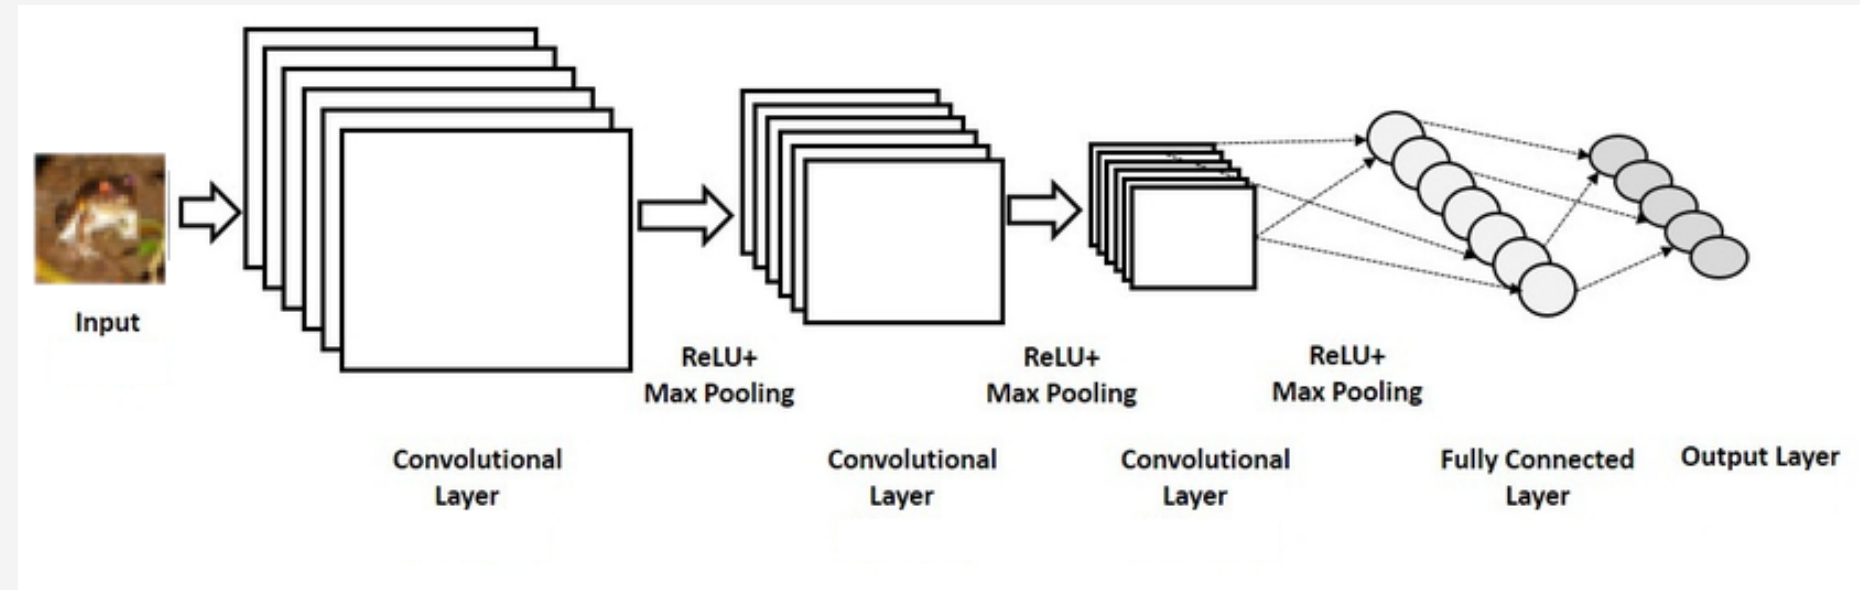 Input
ReLU+
Max Pooling
ReLU+
Max Pooling
ReLU+
Max Pooling
Convolutional
Layer
Convolutional
Layer
Convolutional
Layer
Fully Connected
Layer
Output Layer